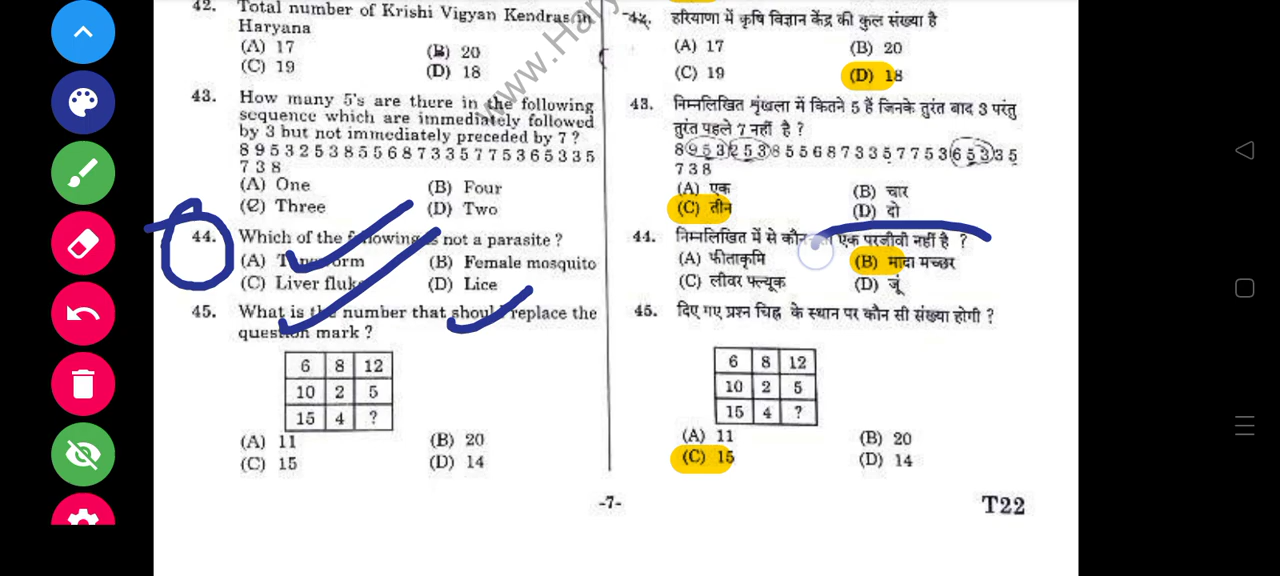 42. Total number of Krishi Vigyan Kendras in
Haryana
(A) 17 (B) 20
(C) 19 (D) 18
43. How many 5's are there in the following
sequence which are immediately followed
by 3 but not immediately preceded by 7 ?
8 9 5 3 2 5 3 8 5 5 6 8 7 3 3 5 7 7 5 3 6 5 3 3 5
7 3 8
(A) One (B) Four
(C) Three (D) Two
44. Which of the following is not a parasite ?
(A) Tapeworm (B) Female mosquito
(C) Liver fluke (D) Lice
45. What is the number that should replace the
question mark ?
6 8 12
10 2 5
15 4 ?
(A) 11 (B) 20
(C) 15 (D) 14
www.Hary
हरियाणा में कृषि विज्ञान केंद्र की कुल संख्या है
(A) 17 (B) 20
(C) 19 (D) 18
43. निम्नलिखित शृंखला में कितने 5 हैं जिनके तुरंत बाद 3 परंतु
तुरंत पहले 7 नहीं है ?
8 9 5 3 2 5 3 8 5 5 6 8 7 3 3 5 7 7 5 3 6 5 3 3 5
7 3 8
(A) एक (B) चार
(C) तीन (D) दो
44. निम्नलिखित में से कौन सा एक परजीवी नहीं है ?
(A) फीताकृमि (B) मादा मच्छर
(C) लीवर फ्ल्यूक (D) जूं
45. दिए गए प्रश्न चिह्न के स्थान पर कौन सी संख्या होगी ?
6 8 12
10 2 5
15 4 ?
(A) 11 (B) 20
(C) 15 (D) 14
-7- T22